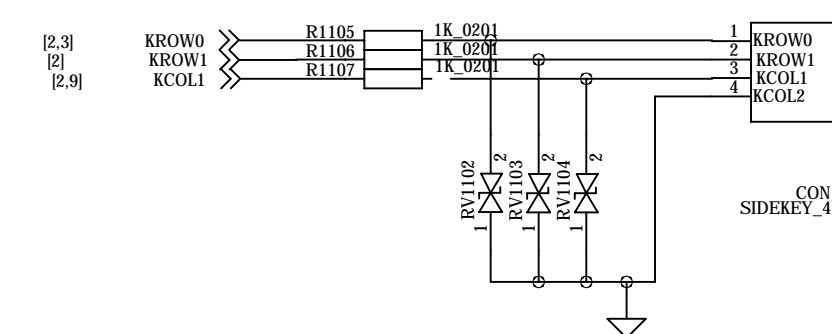 [2,3] KROW0 R1105 1K_0201 1 KROW0
[2] KROW1 R1106 1K_0201 2 KROW1
[2,9] KCOL1 R1107 1K_0201 3 KCOL1
4 KCOL2
RV1102 2 1
RV1103 2 1
RV1104 2 1
CON
SIDEKEY_4